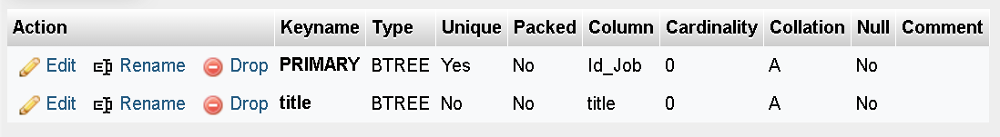 Action Keyname Type Unique Packed Column Cardinality Collation Null Comment
Edit Rename Drop PRIMARY BTREE Yes No Id_Job 0 A No
Edit Rename Drop title BTREE No No title 0 A No